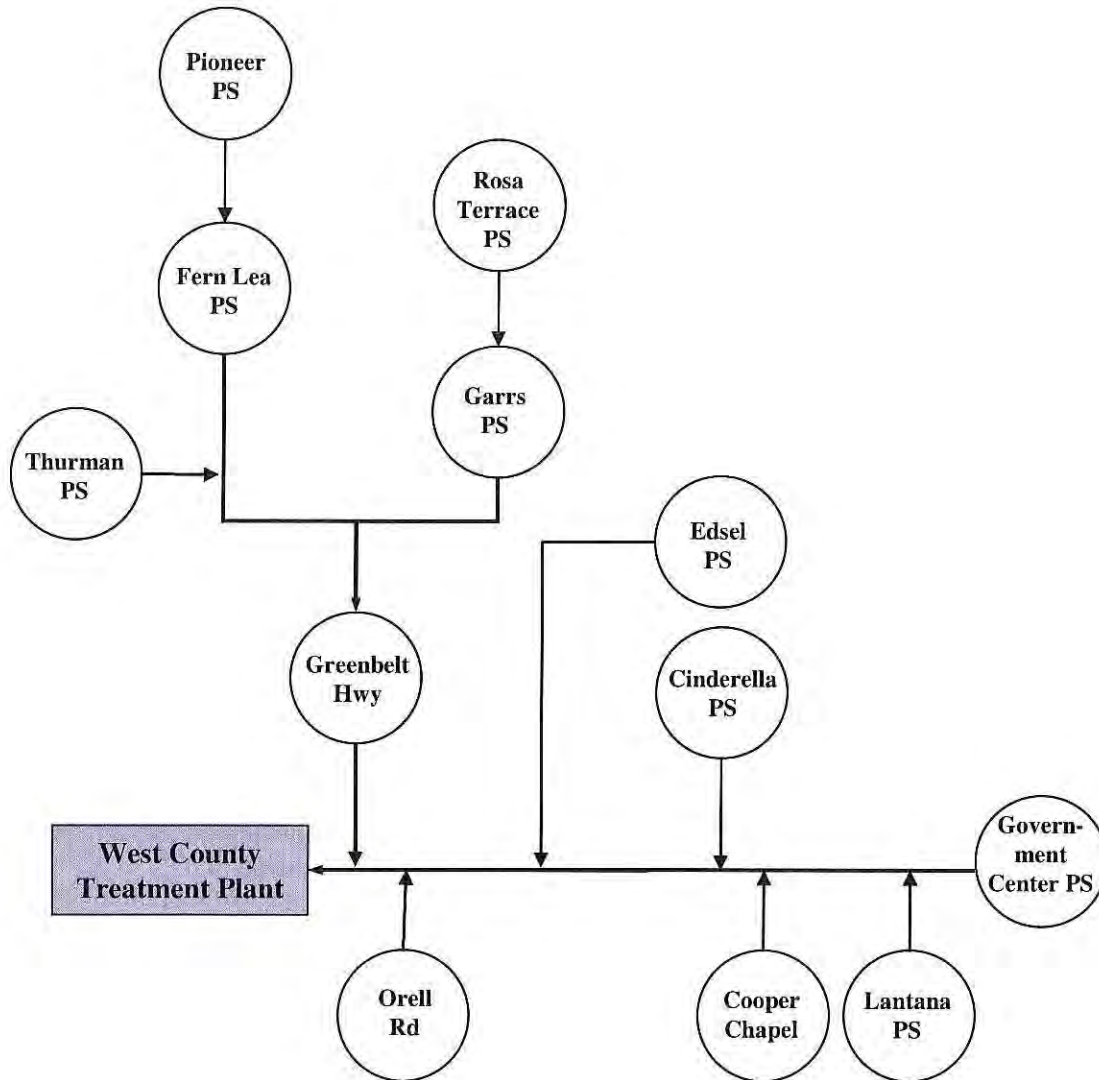 Pioneer
PS
Rosa
Terrace
PS
Fern Lea
PS
Garrs
PS
Thurman
PS
Edsel
PS
Greenbelt
Hwy
Cinderella
PS
Govern-
ment
Center PS
West County
Treatment Plant
Orell
Rd
Cooper
Chapel
Lantana
PS